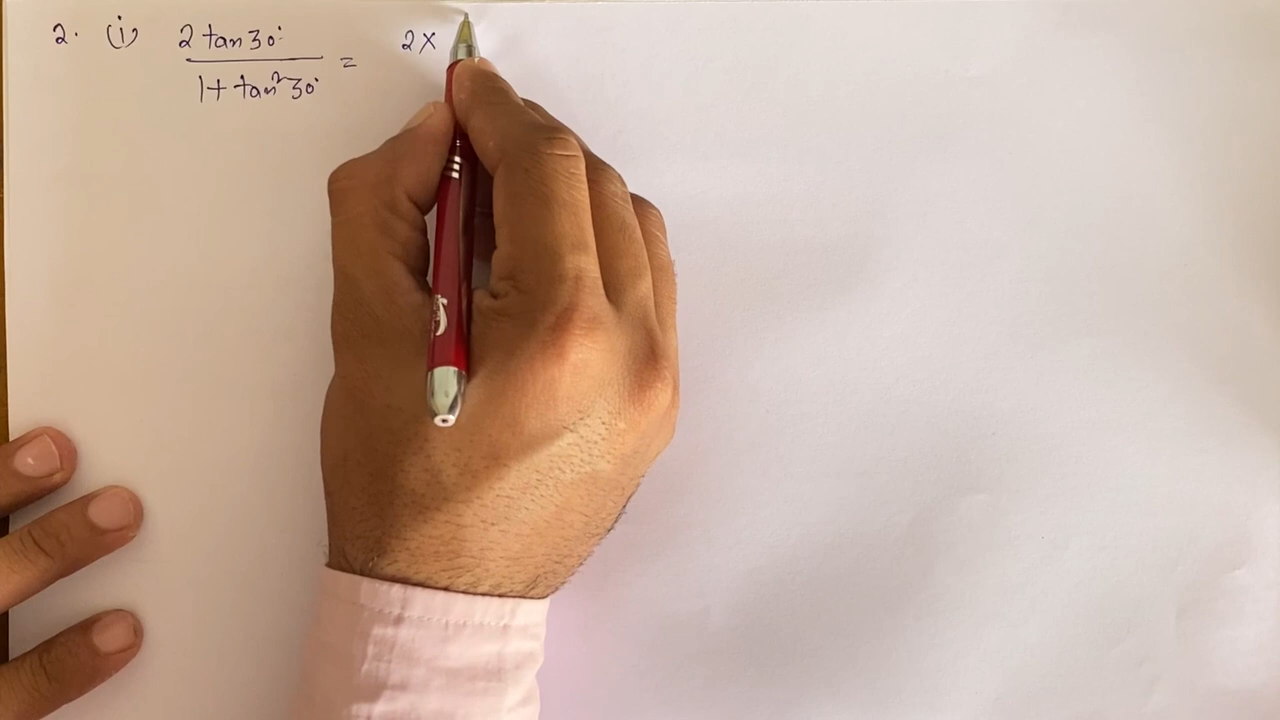 2. (i) 2 tan 30° = 2 ×
1 + tan² 30°